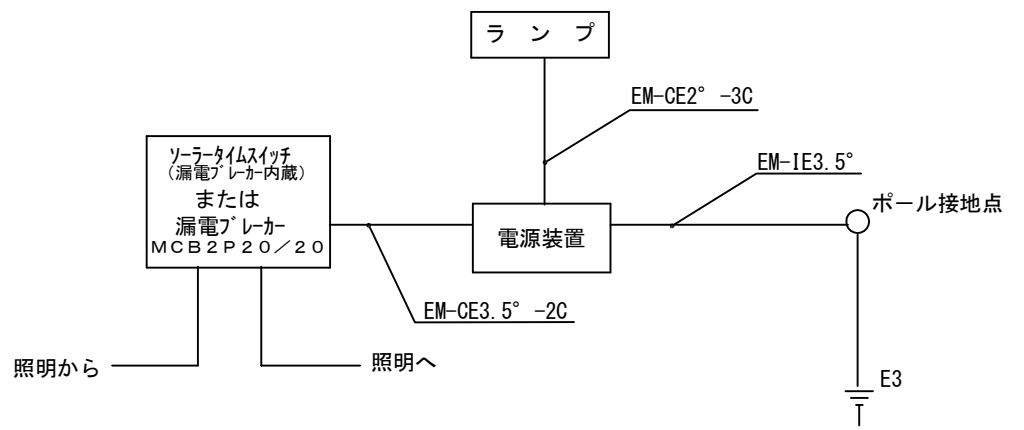 ラ ン プ
EM-CE2° -3C
ソーラータイムスイッチ
（漏電ブレーカー内蔵）
または
漏電ブレーカー
ＭＣＢ２Ｐ２０／２０
EM-IE3.5°
ポール接地点
電源装置
EM-CE3.5° -2C
照明から
照明へ
E3